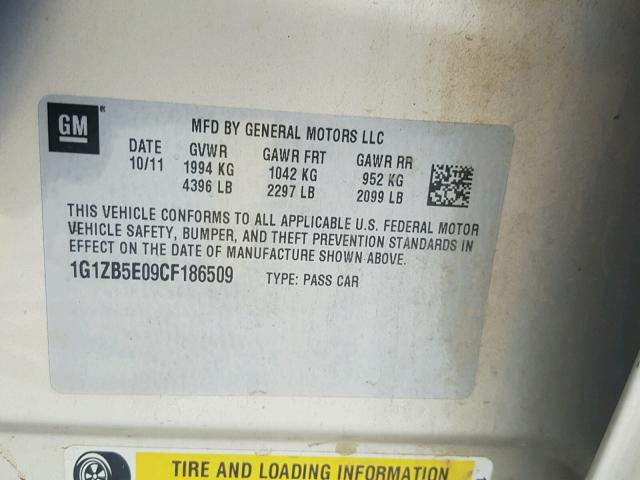 GM
MFD BY GENERAL MOTORS LLC
DATE GVWR GAWR FRT GAWR RR
10/11 1994 KG 1042 KG 952 KG
4396 LB 2297 LB 2099 LB
THIS VEHICLE CONFORMS TO ALL APPLICABLE U.S. FEDERAL MOTOR
VEHICLE SAFETY, BUMPER, AND THEFT PREVENTION STANDARDS IN
EFFECT ON THE DATE OF MANUFACTURE SHOWN ABOVE.
1G1ZB5E09CF186509 TYPE: PASS CAR
TIRE AND LOADING INFORMATION